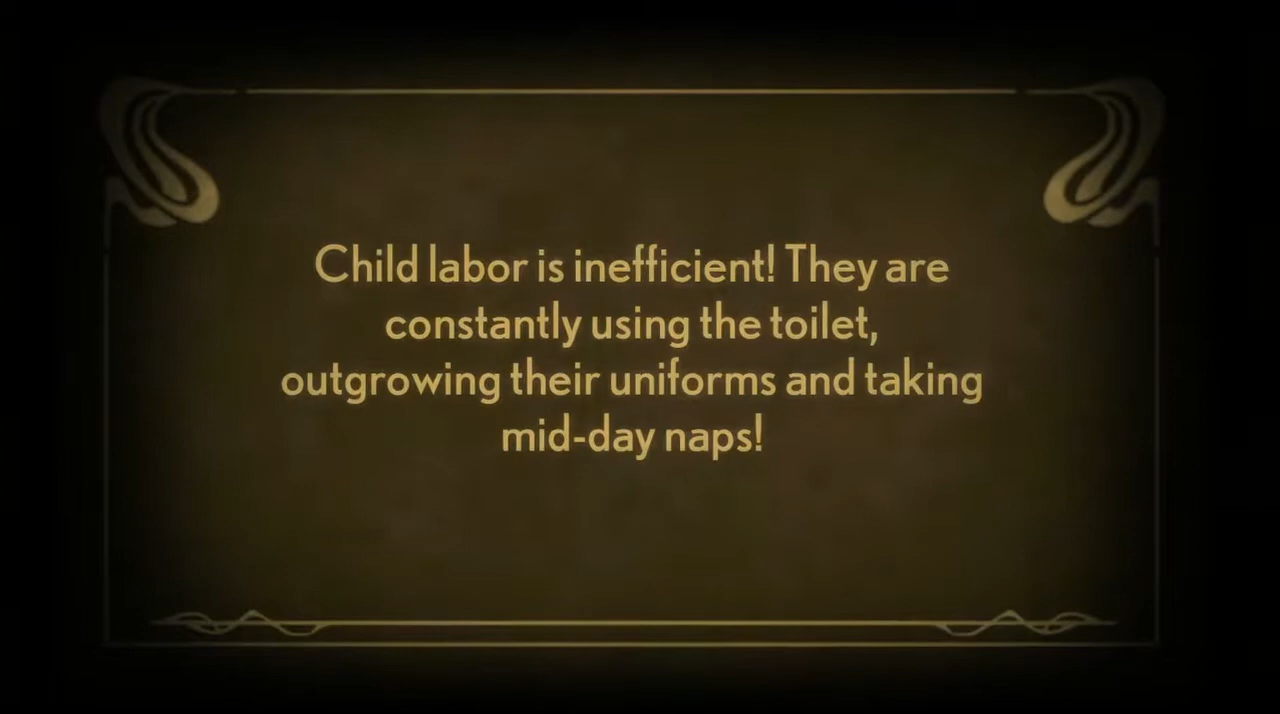 Child labor is inefficient! They are
constantly using the toilet,
outgrowing their uniforms and taking
mid-day naps!